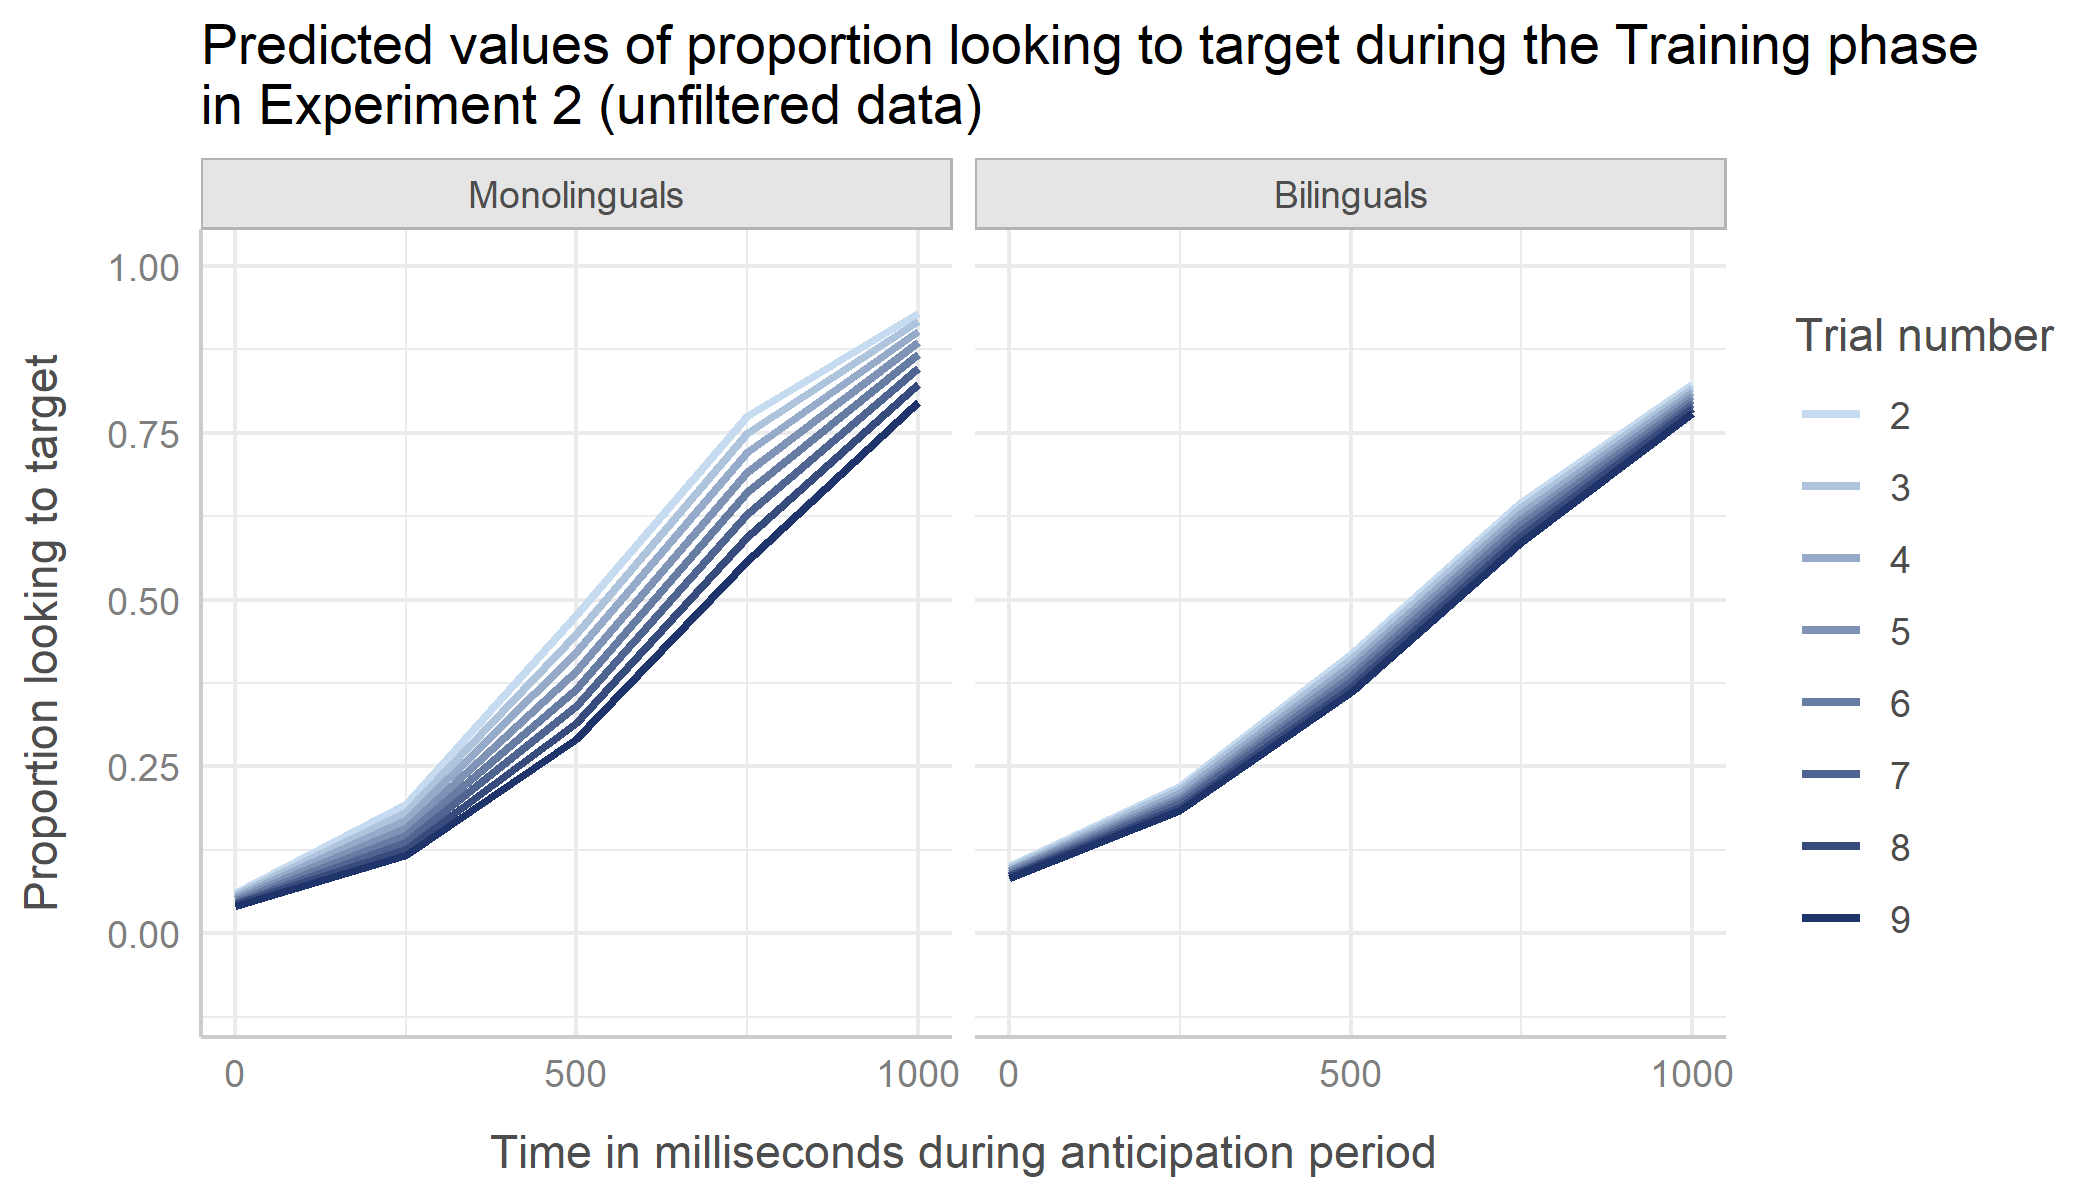 Predicted values of proportion looking to target during the Training phase
in Experiment 2 (unfiltered data)
Monolinguals
Bilinguals
Proportion looking to target
1.00
0.75
0.50
0.25
0.00
0
500
1000
0
500
1000
Time in milliseconds during anticipation period
Trial number
2
3
4
5
6
7
8
9